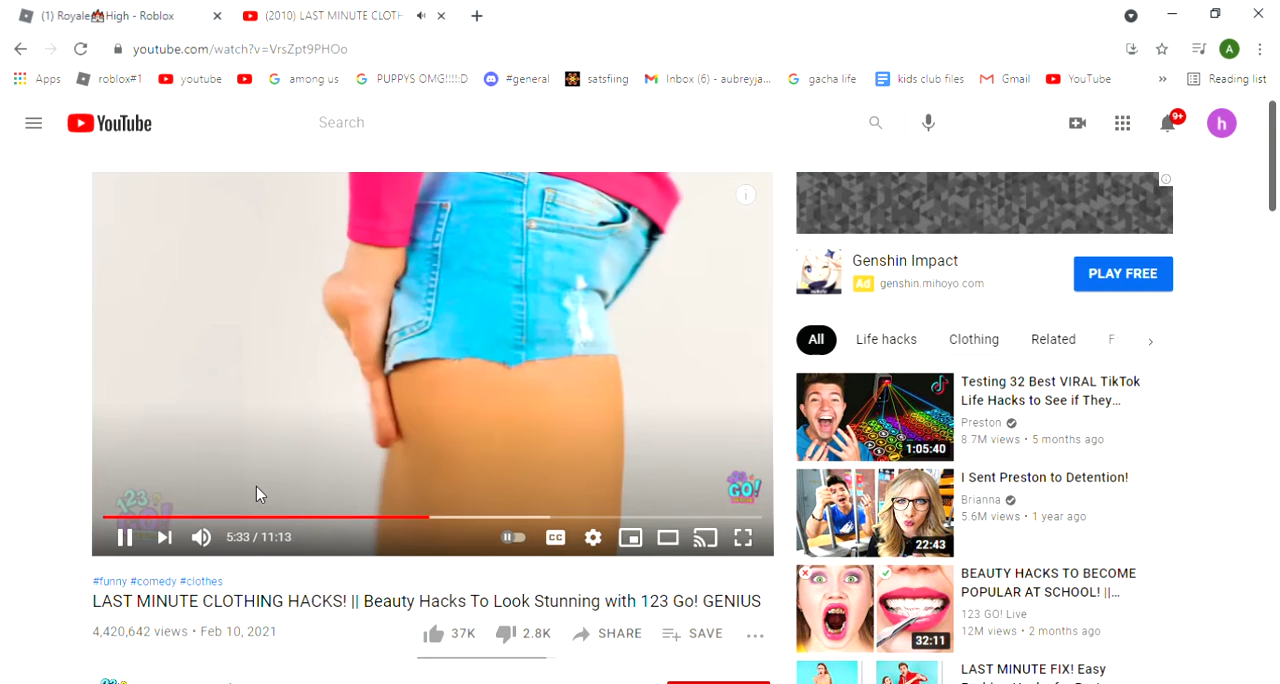 (1) Royale🏰High - Roblox
(2010) LAST MINUTE CLOTH
youtube.com/watch?v=VrsZpt9PHOo
A
Apps roblox#1 youtube among us PUPPYS OMG!!!!:D #general satsfiing Inbox (6) - aubreyja... gacha life kids club files Gmail YouTube » Reading list
YouTube
Search
9+
h
123 GO!
GO!
5:33 / 11:13
CC
#funny #comedy #clothes
LAST MINUTE CLOTHING HACKS! || Beauty Hacks To Look Stunning with 123 Go! GENIUS
4,420,642 views • Feb 10, 2021
37K 2.8K SHARE SAVE
Genshin Impact
Ad genshin.mihoyo.com
PLAY FREE
All Life hacks Clothing Related F
Testing 32 Best VIRAL TikTok
Life Hacks to See if They...
Preston
8.7M views • 5 months ago
1:05:40
I Sent Preston to Detention!
Brianna
5.6M views • 1 year ago
22:43
BEAUTY HACKS TO BECOME
POPULAR AT SCHOOL! ||...
123 GO! Live
12M views • 2 months ago
32:11
LAST MINUTE FIX! Easy